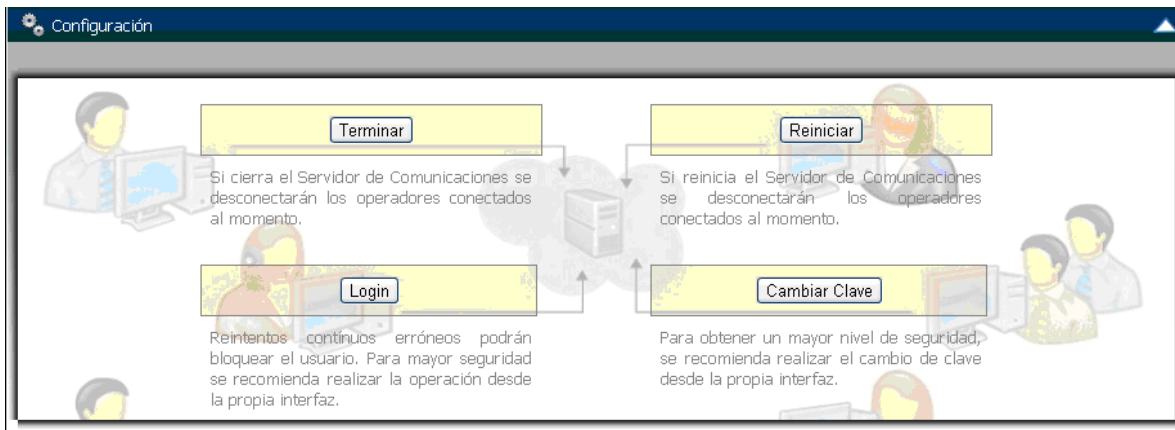 Configuración
Terminar
Si cierra el Servidor de Comunicaciones se
desconectarán los operadores conectados
al momento.
Reiniciar
Si reinicia el Servidor de Comunicaciones
se desconectarán los operadores
conectados al momento.
Login
Reintentos contínuos erróneos podrán
bloquear el usuario. Para mayor seguridad
se recomienda realizar la operación desde
la propia interfaz.
Cambiar Clave
Para obtener un mayor nivel de seguridad,
se recomienda realizar el cambio de clave
desde la propia interfaz.